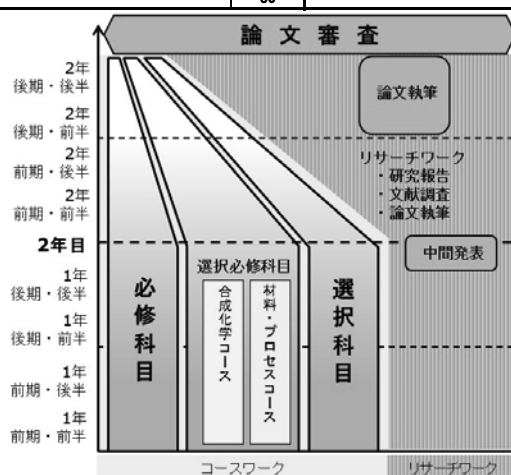 論文審査
2年
後期・後半
2年
後期・前半
2年
前期・後半
2年
前期・前半
2年目
1年
後期・後半
1年
後期・前半
1年
前期・後半
1年
前期・前半
論文執筆
リサーチワーク
・研究報告
・文献調査
・論文執筆
中間発表
必修科目
選択必修科目
合成化学コース
材料・プロセスコース
選択科目
コースワーク
リサーチワーク